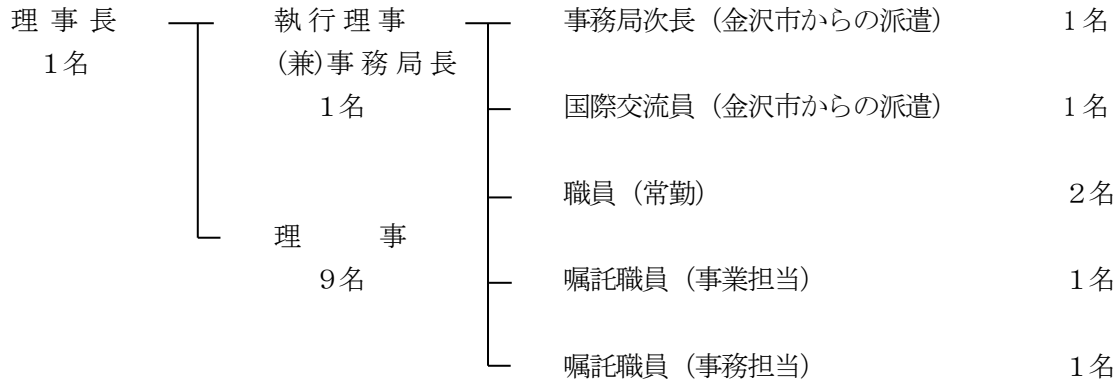 理事長 執行理事 事務局次長（金沢市からの派遣） １名
１名 (兼)事務局長
１名 国際交流員（金沢市からの派遣） １名
職員（常勤） ２名
理 事
９名 嘱託職員（事業担当） １名
嘱託職員（事務担当） １名